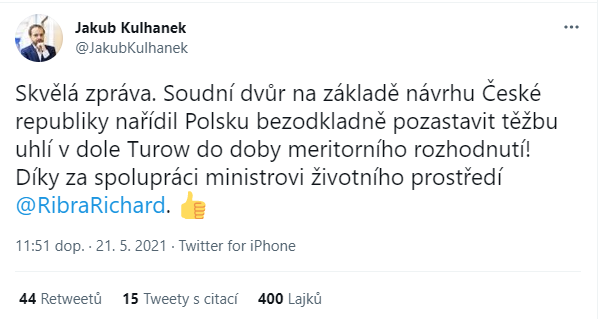 Jakub Kulhanek
@JakubKulhanek
Skvělá zpráva. Soudní dvůr na základě návrhu České
republiky nařídil Polsku bezodkladně pozastavit těžbu
uhlí v dole Turow do doby meritorního rozhodnutí!
Díky za spolupráci ministrovi životního prostředí
@RibraRichard. 👍
11:51 dop. · 21. 5. 2021 · Twitter for iPhone
44 Retweetů 15 Tweety s citací 400 Lajků